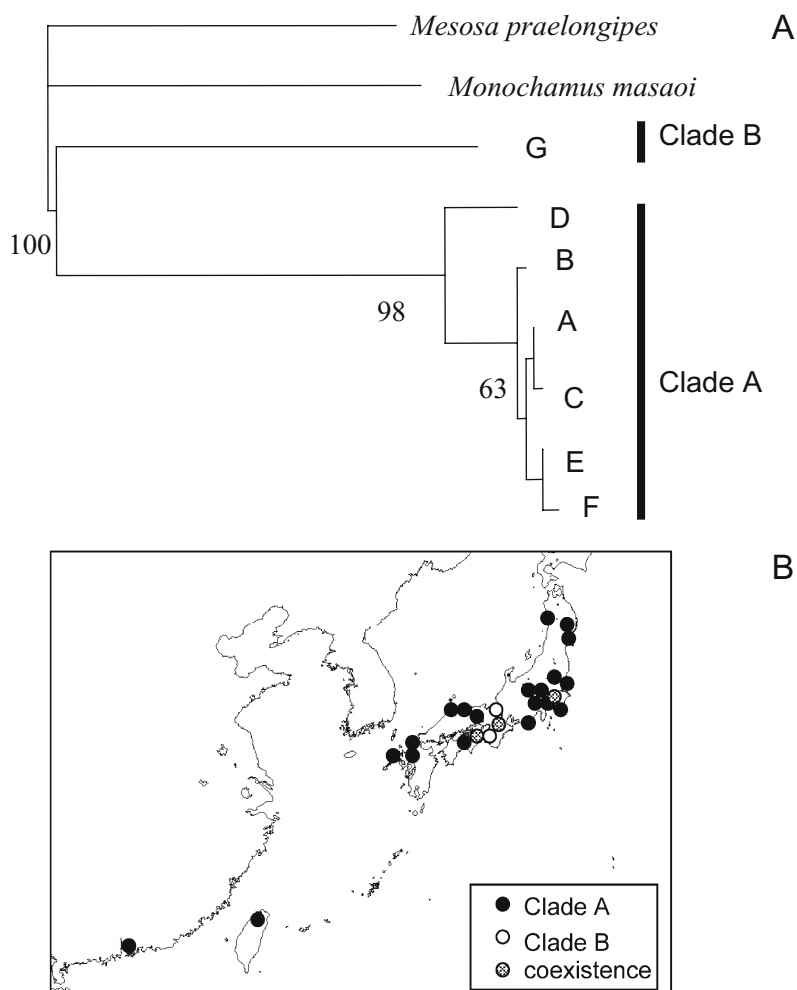 Mesosa praelongipes
A
Monochamus masaoi
Clade B
G
D
100
B
98
A
63
Clade A
C
E
F
B
Clade A
Clade B
coexistence